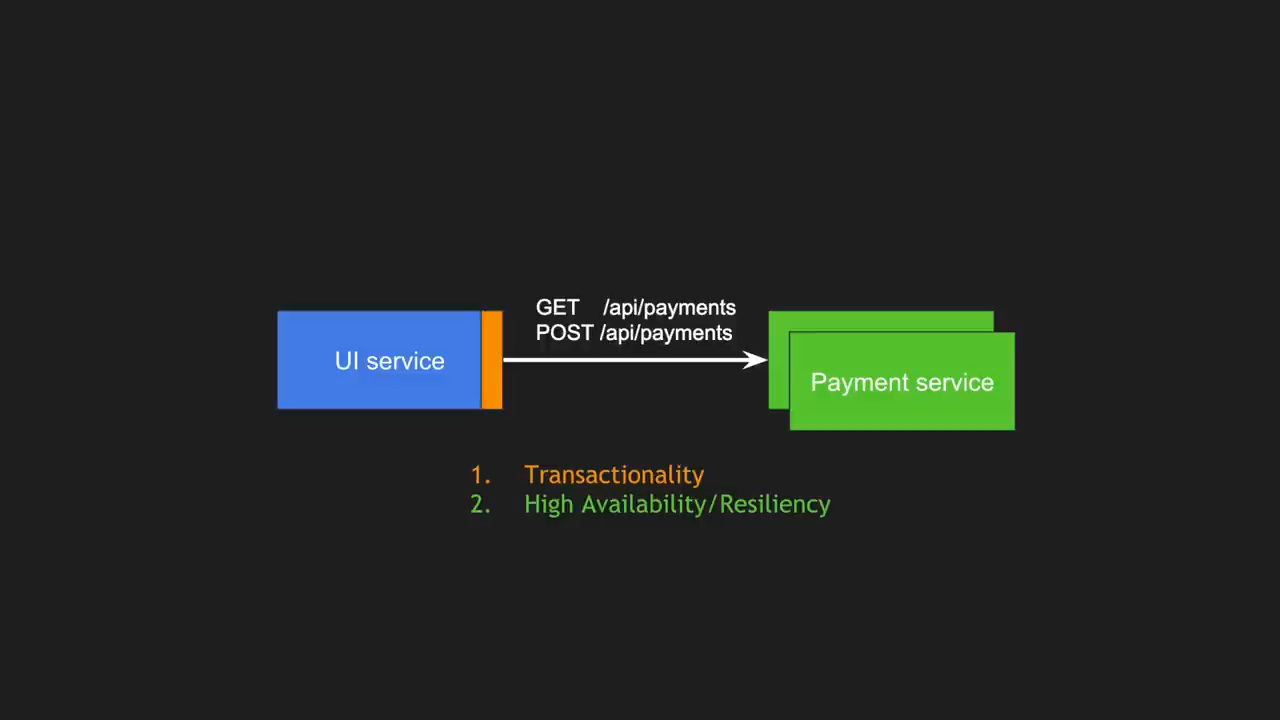 GET /api/payments
POST /api/payments
UI service
Payment service
1. Transactionality
2. High Availability/Resiliency